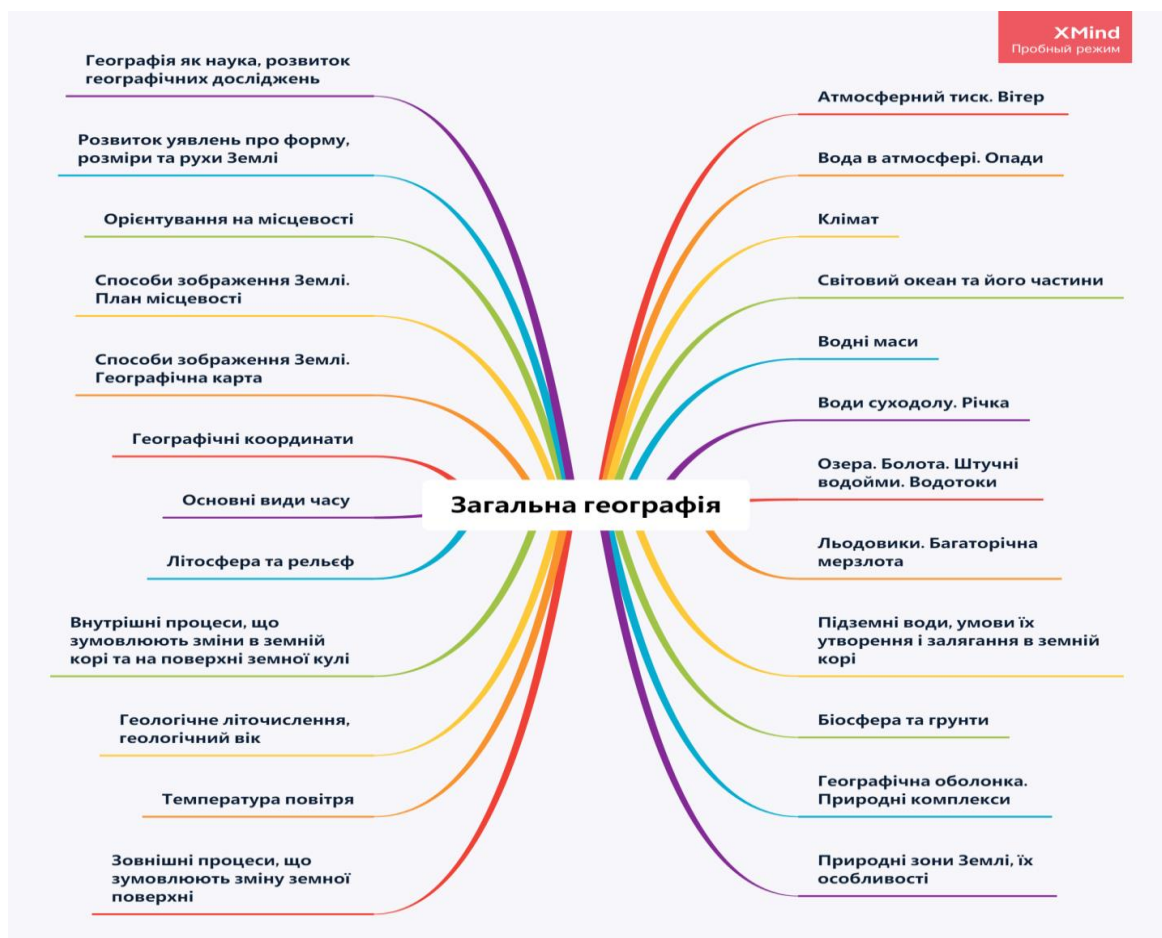 XMind
Пробный режим
Географія як наука, розвиток
географічних досліджень
Розвиток уявлень про форму,
розміри та рухи Землі
Орієнтування на місцевості
Способи зображення Землі.
План місцевості
Способи зображення Землі.
Географічна карта
Географічні координати
Основні види часу
Літосфера та рельєф
Внутрішні процеси, що
зумовлюють зміни в земній
корі та на поверхні земної кулі
Геологічне літочислення,
геологічний вік
Температура повітря
Зовнішні процеси, що
зумовлюють зміну земної
поверхні
Загальна географія
Атмосферний тиск. Вітер
Вода в атмосфері. Опади
Клімат
Світовий океан та його частини
Водні маси
Води суходолу. Річка
Озера. Болота. Штучні
водойми. Водотоки
Льодовики. Багаторічна
мерзлота
Підземні води, умови їх
утворення і залягання в земній
корі
Біосфера та грунти
Географічна оболонка.
Природні комплекси
Природні зони Землі, їх
особливості